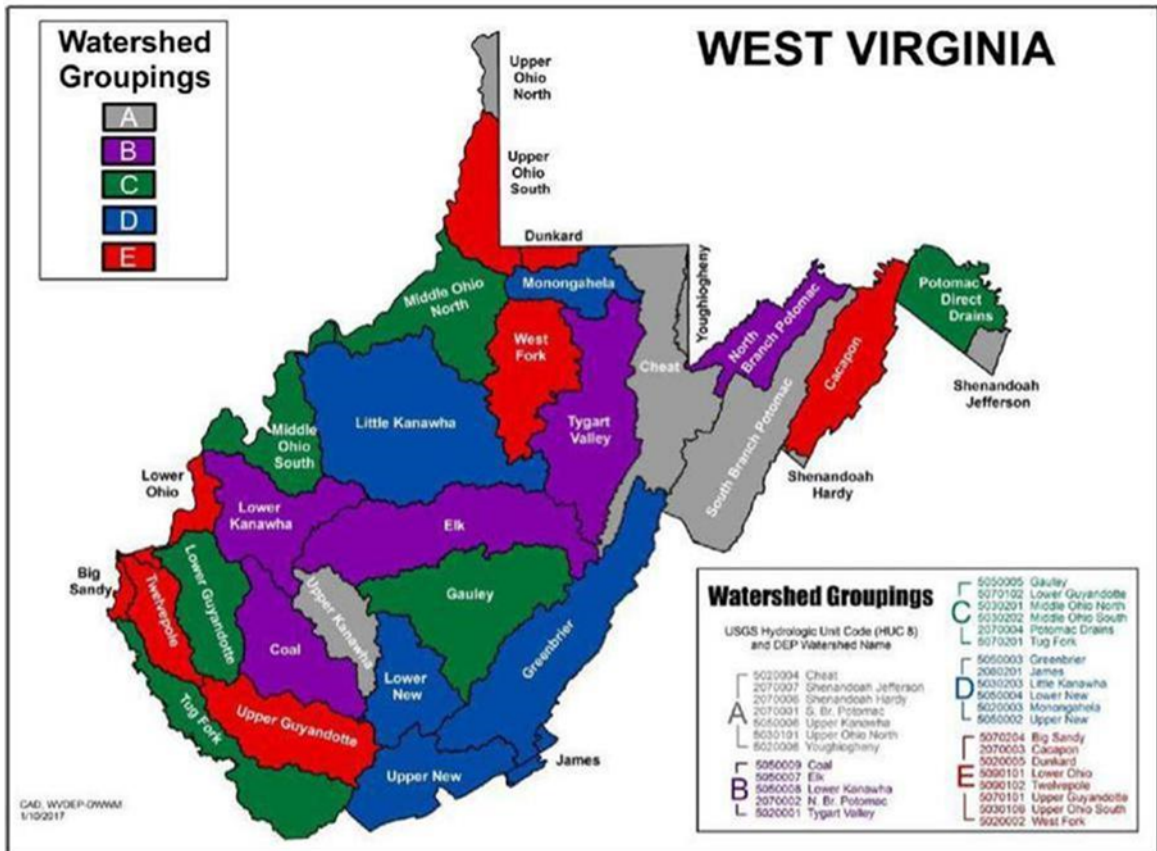 WEST VIRGINIA
Watershed
Groupings
A
B
C
D
E
Upper
Ohio
North
Upper
Ohio
South
Dunkard
Monongahela
Middle Ohio
North
West
Fork
Youghiogheny
North
Branch Potomac
Potomac
Direct
Drains
Cheat
Cacapon
Shenandoah
Jefferson
South Branch Potomac
Shenandoah
Hardy
Little Kanawha
Tygart
Valley
Middle
Ohio
South
Lower
Ohio
Lower
Kanawha
Elk
Big
Sandy
Twelvepole
Lower Guyandotte
Upper Kanawha
Gauley
Coal
Greenbrier
Lower
New
Tug Fork
Upper Guyandotte
Upper New
James
CAD, WVDEP-DWWM
1/10/2017
Watershed Groupings
USGS Hydrologic Unit Code (HUC 8)
and DEP Watershed Name
A
5020004 Cheat
2070007 Shenandoah Jefferson
2070006 Shenandoah Hardy
2070001 S. Br. Potomac
5050006 Upper Kanawha
5030101 Upper Ohio North
5020006 Youghiogheny
B
5050009 Coal
5050007 Elk
5050008 Lower Kanawha
2070002 N. Br. Potomac
5020001 Tygart Valley
C
5050005 Gauley
5070102 Lower Guyandotte
5030201 Middle Ohio North
5030202 Middle Ohio South
2070004 Potomac Drains
5070201 Tug Fork
D
5050003 Greenbrier
2080201 James
5030203 Little Kanawha
5050004 Lower New
5020003 Monongahela
5050002 Upper New
E
5070204 Big Sandy
2070003 Cacapon
5020005 Dunkard
5090101 Lower Ohio
5090102 Twelvepole
5070101 Upper Guyandotte
5030106 Upper Ohio South
5020002 West Fork